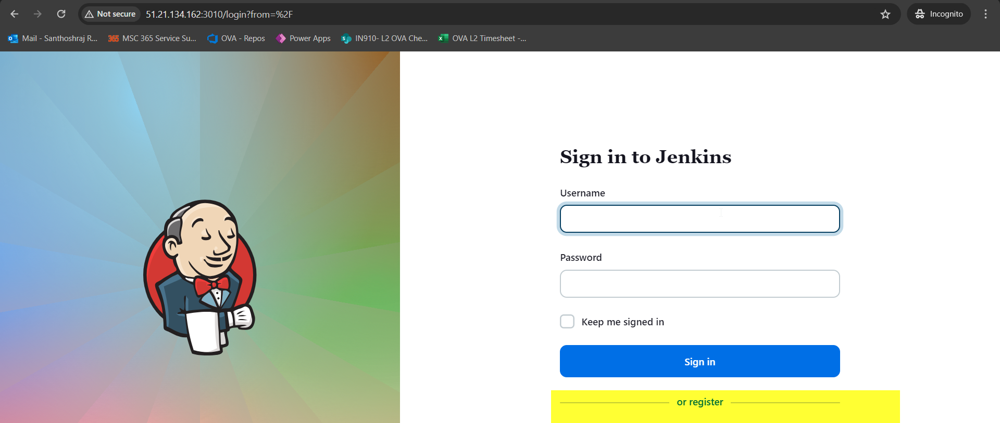 Not secure 51.21.134.162:3010/login?from=%2F Incognito
Mail - Santhoshraj R... MSC 365 Service Su... OVA - Repos Power Apps IN910- L2 OVA Che... OVA L2 Timesheet -...
Sign in to Jenkins
Username
Password
Keep me signed in
Sign in
or register